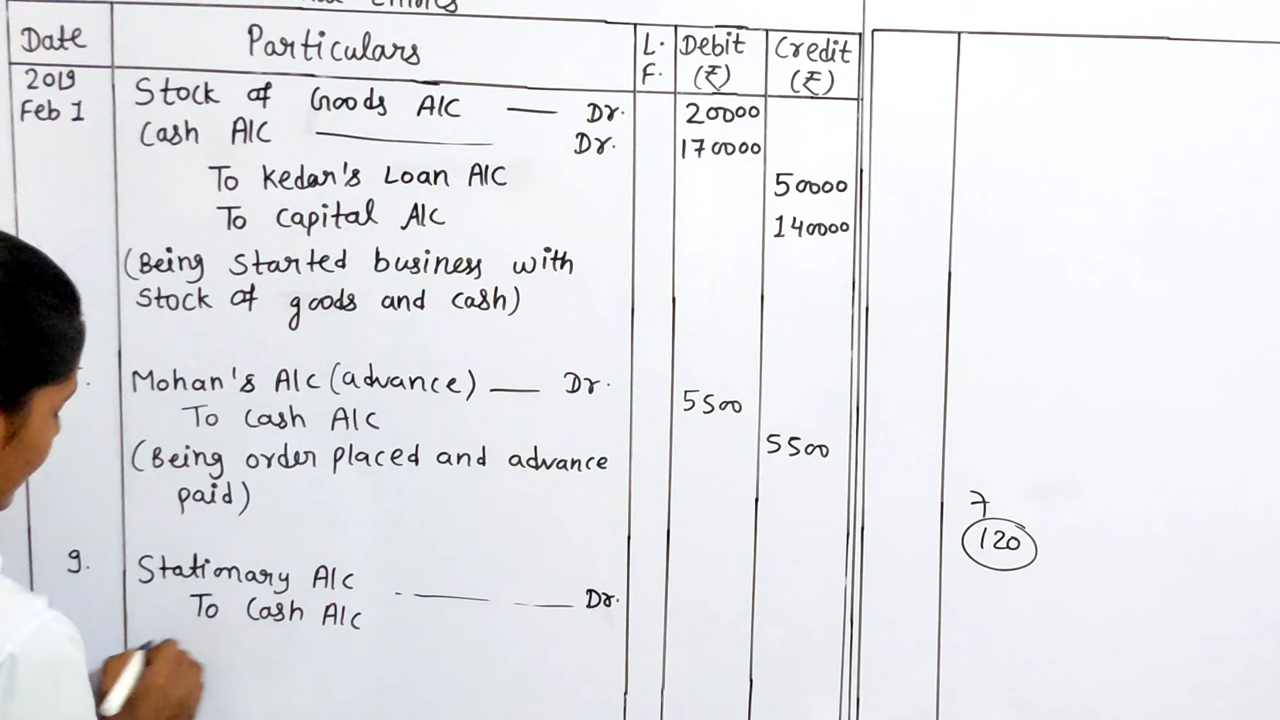 Date Particulars L.F. Debit (₹) Credit (₹)
2019
Feb 1 Stock of Goods A/C Dr. 20000
Cash A/C Dr. 170000
To Kedar's Loan A/C 50000
To Capital A/C 140000
(Being Started business with
Stock of goods and cash)
Mohan's A/C (advance) Dr. 5500
To Cash A/C 5500
(Being order placed and advance
paid)
9. Stationary A/C Dr.
To Cash A/C
7
120